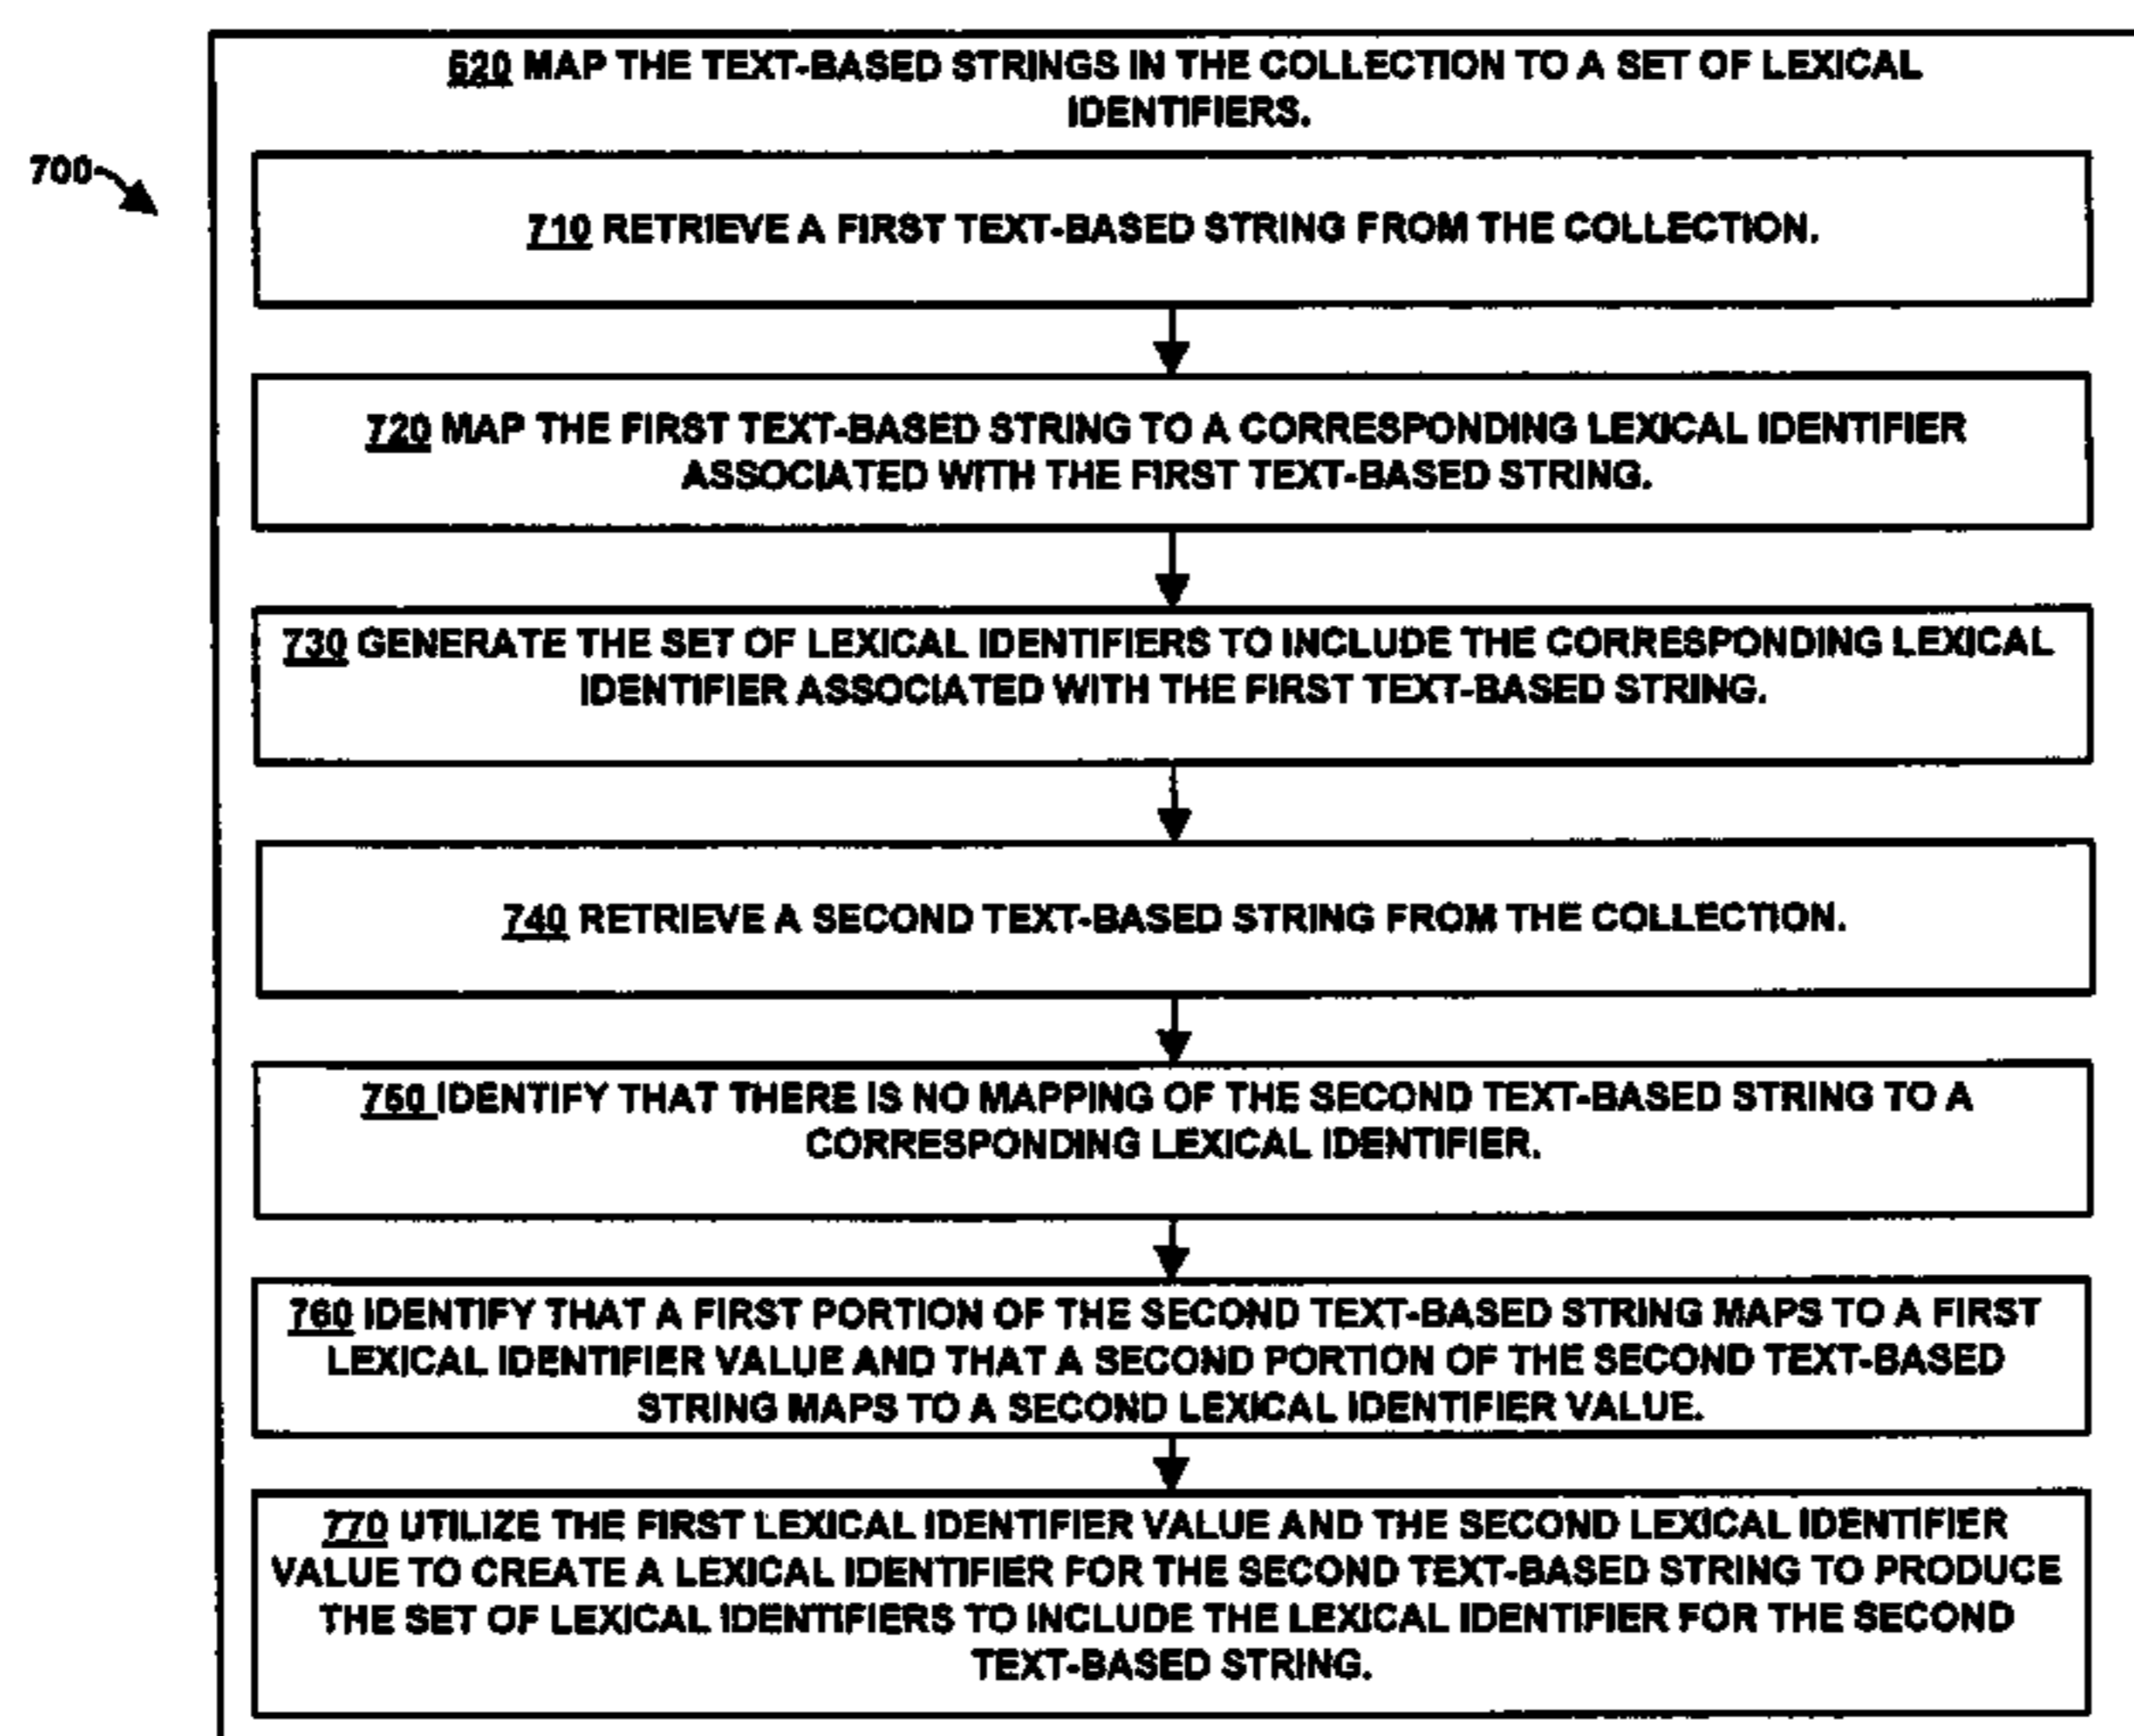 620 MAP THE TEXT-BASED STRINGS IN THE COLLECTION TO A SET OF LEXICAL
IDENTIFIERS.
700
710 RETRIEVE A FIRST TEXT-BASED STRING FROM THE COLLECTION.
720 MAP THE FIRST TEXT-BASED STRING TO A CORRESPONDING LEXICAL IDENTIFIER
ASSOCIATED WITH THE FIRST TEXT-BASED STRING.
730 GENERATE THE SET OF LEXICAL IDENTIFIERS TO INCLUDE THE CORRESPONDING LEXICAL
IDENTIFIER ASSOCIATED WITH THE FIRST TEXT-BASED STRING.
740 RETRIEVE A SECOND TEXT-BASED STRING FROM THE COLLECTION.
750 IDENTIFY THAT THERE IS NO MAPPING OF THE SECOND TEXT-BASED STRING TO A
CORRESPONDING LEXICAL IDENTIFIER.
760 IDENTIFY THAT A FIRST PORTION OF THE SECOND TEXT-BASED STRING MAPS TO A FIRST
LEXICAL IDENTIFIER VALUE AND THAT A SECOND PORTION OF THE SECOND TEXT-BASED
STRING MAPS TO A SECOND LEXICAL IDENTIFIER VALUE.
770 UTILIZE THE FIRST LEXICAL IDENTIFIER VALUE AND THE SECOND LEXICAL IDENTIFIER
VALUE TO CREATE A LEXICAL IDENTIFIER FOR THE SECOND TEXT-BASED STRING TO PRODUCE
THE SET OF LEXICAL IDENTIFIERS TO INCLUDE THE LEXICAL IDENTIFIER FOR THE SECOND
TEXT-BASED STRING.